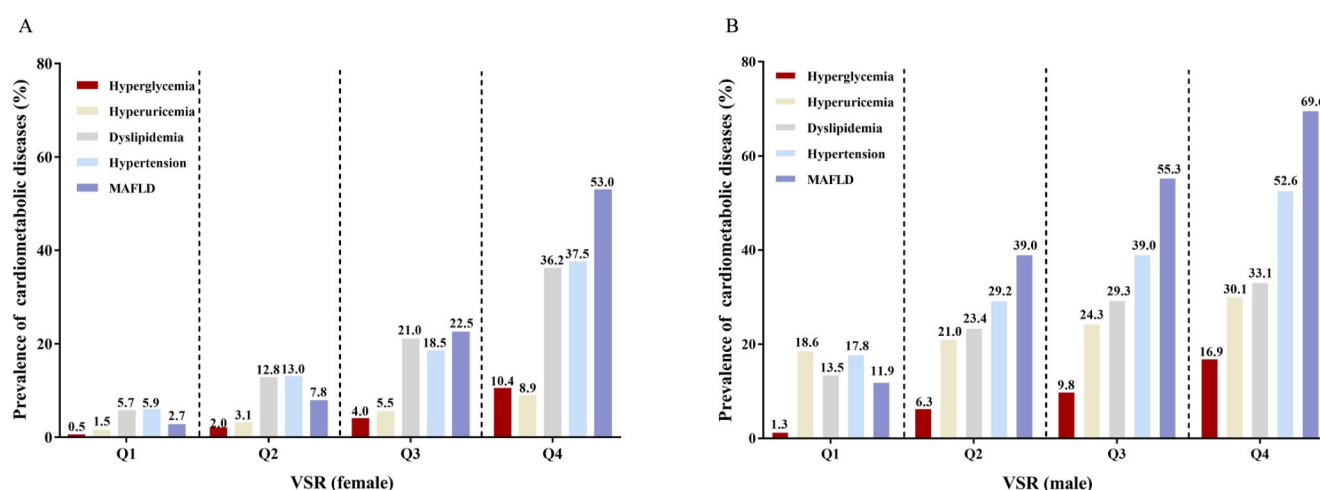 A
Prevalence of cardiometabolic diseases (%)
80
60
40
20
0
Hyperglycemia
Hyperuricemia
Dyslipidemia
Hypertension
MAFLD
0.5 1.5 5.7 5.9 2.7
2.0 3.1 12.8 13.0 7.8
4.0 5.5 21.0 18.5 22.5
10.4 8.9 36.2 37.5 53.0
Q1 Q2 Q3 Q4
VSR (female)
B
Prevalence of cardiometabolic diseases (%)
80
60
40
20
0
Hyperglycemia
Hyperuricemia
Dyslipidemia
Hypertension
MAFLD
1.3 18.6 13.5 17.8 11.9
6.3 21.0 23.4 29.2 39.0
9.8 24.3 29.3 39.0 55.3
16.9 30.1 33.1 52.6
Q1 Q2 Q3 Q4
VSR (male)